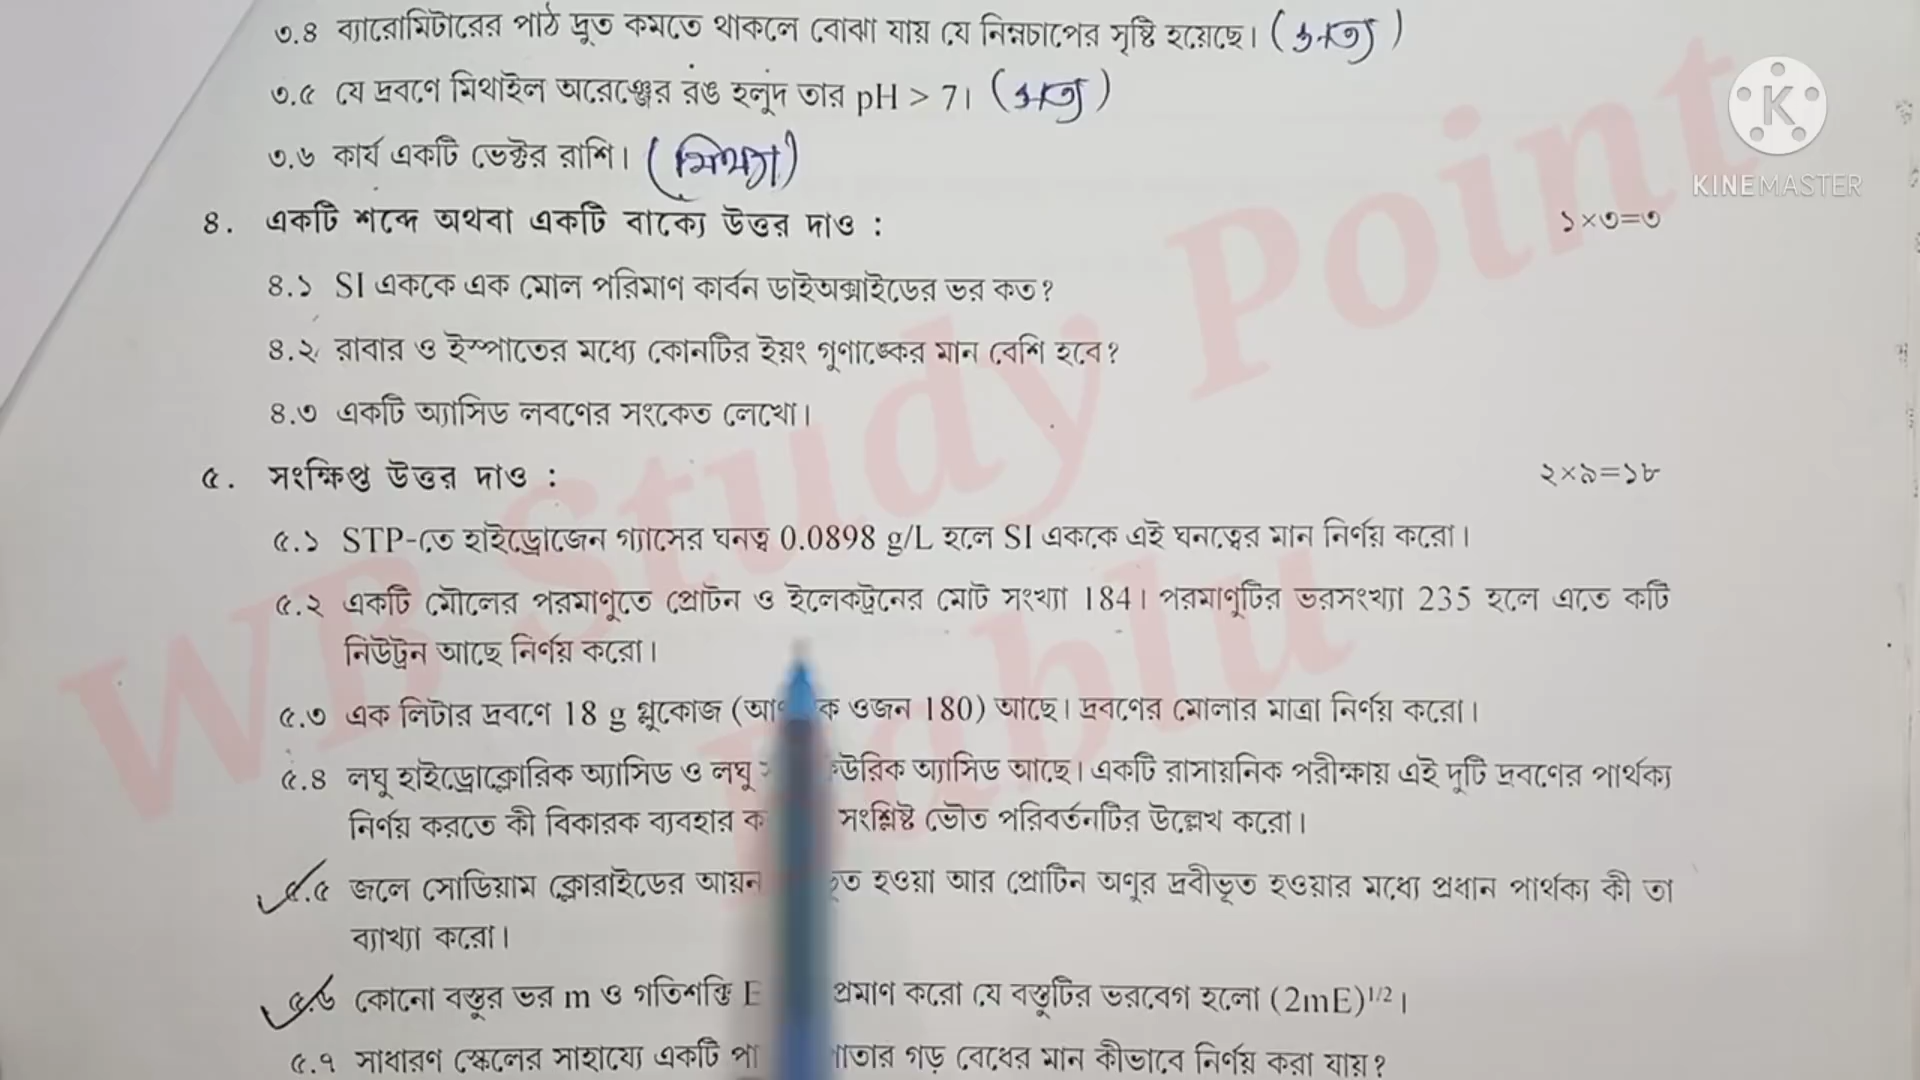 ৩.৪ ব্যারোমিটারের পাঠ দ্রুত কমতে থাকলে বোঝা যায় যে নিম্নচাপের সৃষ্টি হয়েছে। (সত্য)
৩.৫ যে দ্রবণে মিথাইল অরেঞ্জের রঙ হলুদ তার pH > 7। (সত্য)
৩.৬ কার্য একটি ভেক্টর রাশি। (মিথ্যা)
KINEMASTER
৪. একটি শব্দে অথবা একটি বাক্যে উত্তর দাও : ১×৩=৩
৪.১ SI এককে এক মোল পরিমাণ কার্বন ডাইঅক্সাইডের ভর কত?
৪.২ রাবার ও ইস্পাতের মধ্যে কোনটির ইয়ং গুণাঙ্কের মান বেশি হবে?
৪.৩ একটি অ্যাসিড লবণের সংকেত লেখো।
৫. সংক্ষিপ্ত উত্তর দাও : ২×৯=১৮
৫.১ STP-তে হাইড্রোজেন গ্যাসের ঘনত্ব 0.0898 g/L হলে SI এককে এই ঘনত্বের মান নির্ণয় করো।
৫.২ একটি মৌলের পরমাণুতে প্রোটন ও ইলেকট্রনের মোট সংখ্যা 184। পরমাণুটির ভরসংখ্যা 235 হলে এতে কটি
নিউট্রন আছে নির্ণয় করো।
৫.৩ এক লিটার দ্রবণে 18 g গ্লুকোজ ওজন 180) আছে। দ্রবণের মোলার মাত্রা নির্ণয় করো।
৫.৪ লঘু হাইড্রোক্লোরিক অ্যাসিড ও লঘু অ্যাসিড আছে। একটি রাসায়নিক পরীক্ষায় এই দুটি দ্রবণের পার্থক্য
নির্ণয় করতে কী বিকারক ব্যবহার সংশ্লিষ্ট ভৌত পরিবর্তনটির উল্লেখ করো।
৫.৫ জলে সোডিয়াম ক্লোরাইডের আয়ন হওয়া আর প্রোটিন অণুর দ্রবীভূত হওয়ার মধ্যে প্রধান পার্থক্য কী তা
ব্যাখ্যা করো।
৫.৬ কোনো বস্তুর ভর m ও গতিশক্তি E প্রমাণ করো যে বস্তুটির ভরবেগ হলো (2mE)¹/²।
৫.৭ সাধারণ স্কেলের সাহায্যে একটি গড় বেধের মান কীভাবে নির্ণয় করা যায়?
WB Study Point
Bablu